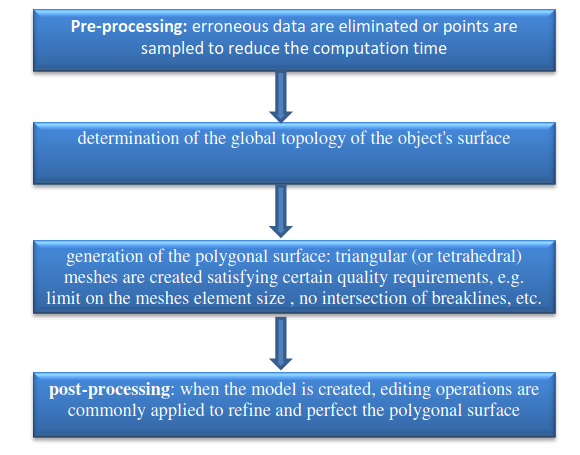 Pre-processing: erroneous data are eliminated or points are
sampled to reduce the computation time
determination of the global topology of the object's surface
generation of the polygonal surface: triangular (or tetrahedral)
meshes are created satisfying certain quality requirements, e.g.
limit on the meshes element size , no intersection of breaklines, etc.
post-processing: when the model is created, editing operations are
commonly applied to refine and perfect the polygonal surface